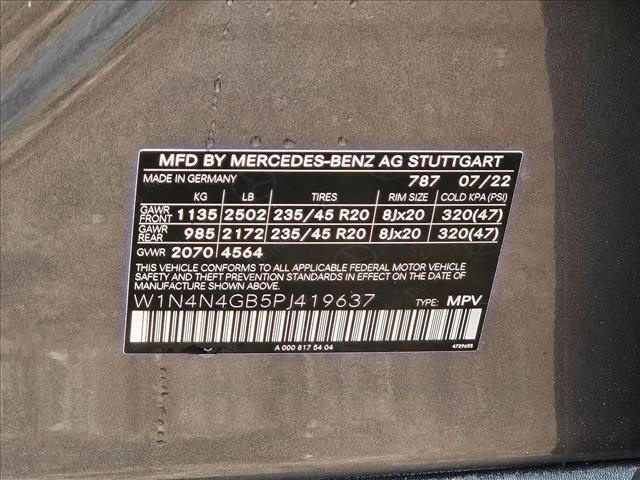 MFD BY MERCEDES-BENZ AG STUTTGART
MADE IN GERMANY 787 07/22
KG LB TIRES RIM SIZE COLD KPA (PSI)
GAWR FRONT 1135 2502 235/45 R20 8Jx20 320(47)
GAWR REAR 985 2172 235/45 R20 8Jx20 320(47)
GVWR 2070 4564
THIS VEHICLE CONFORMS TO ALL APPLICABLE FEDERAL MOTOR VEHICLE
SAFETY AND THEFT PREVENTION STANDARDS IN EFFECT ON THE DATE
OF MANUFACTURE SHOWN ABOVE.
W1N4N4GB5PJ419637 TYPE: MPV
A 000 817 54 04 4729655